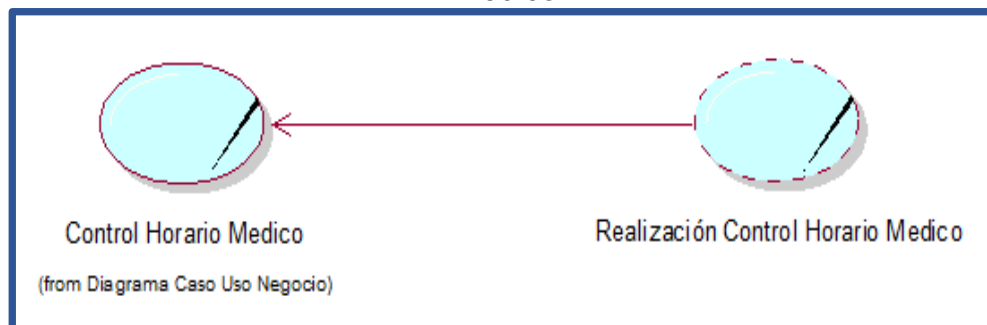 Control Horario Medico
Realización Control Horario Medico
(from Diagrama Caso Uso Negocio)